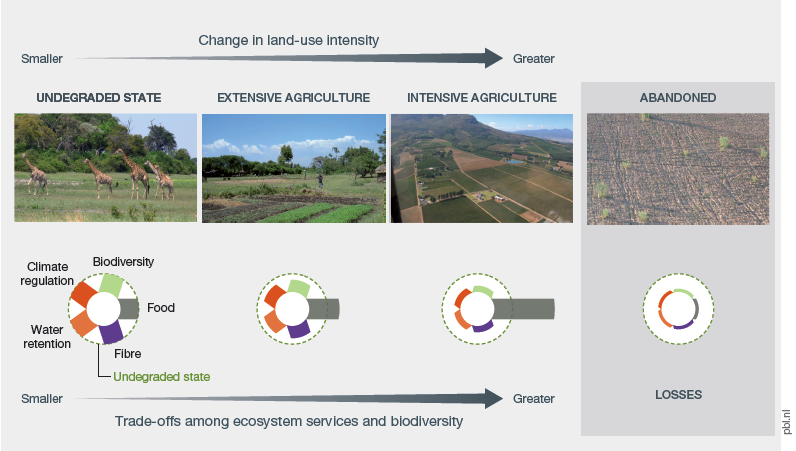 Change in land-use intensity
Smaller
Greater
UNDEGRADED STATE
EXTENSIVE AGRICULTURE
INTENSIVE AGRICULTURE
ABANDONED
Biodiversity
Climate
regulation
Food
Water
retention
Fibre
Undegraded state
Smaller
Greater
LOSSES
Trade-offs among ecosystem services and biodiversity
pbl.nl